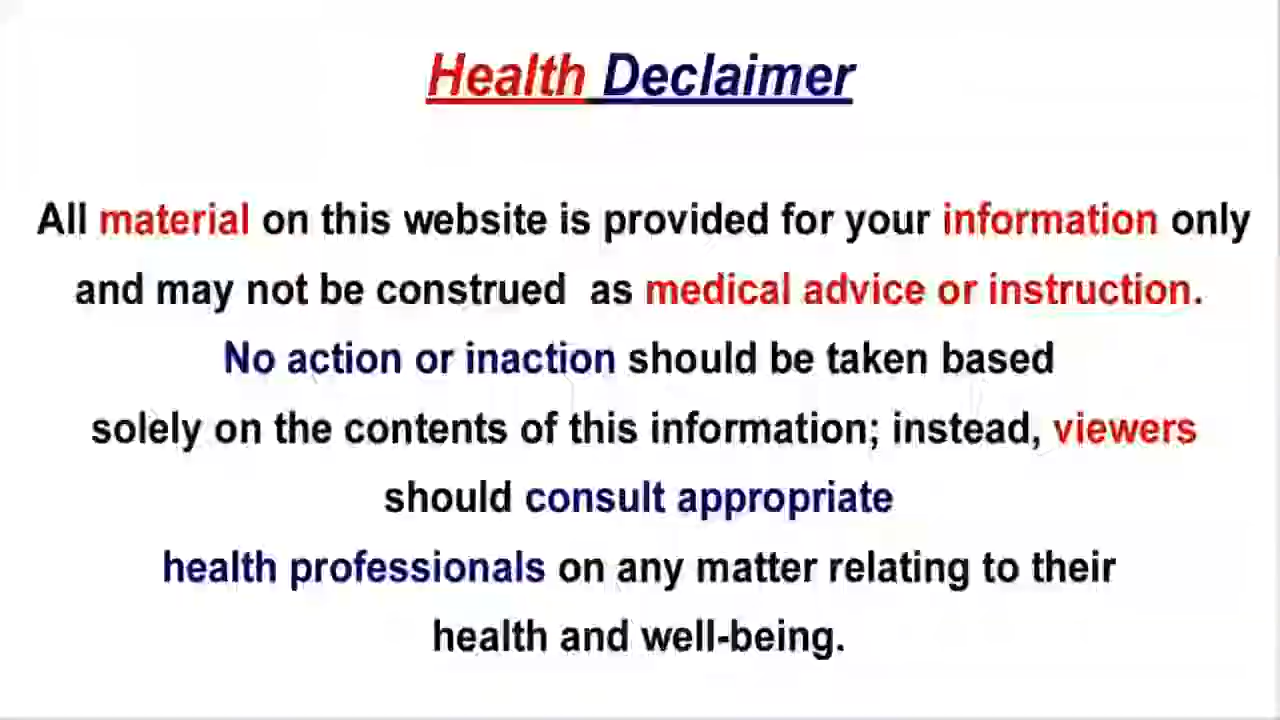 Health Declaimer
All material on this website is provided for your information only
and may not be construed as medical advice or instruction.
No action or inaction should be taken based
solely on the contents of this information; instead, viewers
should consult appropriate
health professionals on any matter relating to their
health and well-being.